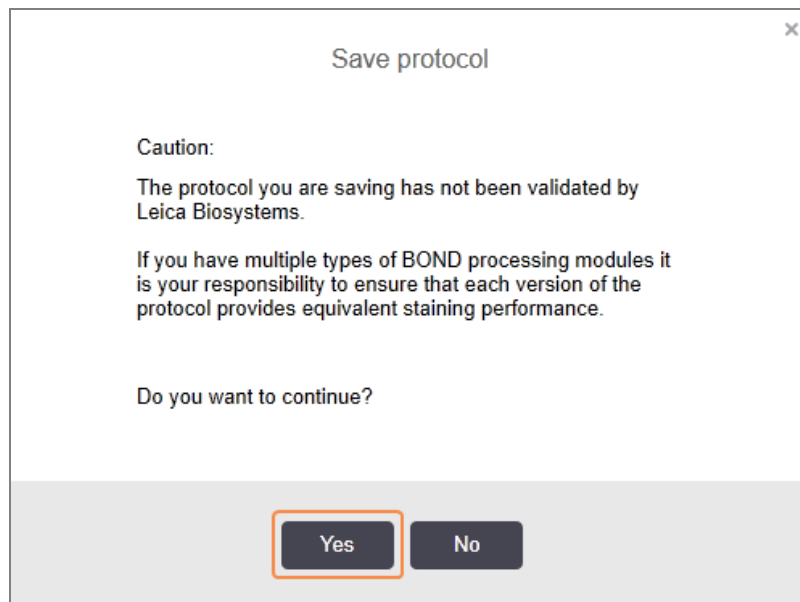 Save protocol
Caution:
The protocol you are saving has not been validated by
Leica Biosystems.
If you have multiple types of BOND processing modules it
is your responsibility to ensure that each version of the
protocol provides equivalent staining performance.
Do you want to continue?
Yes No